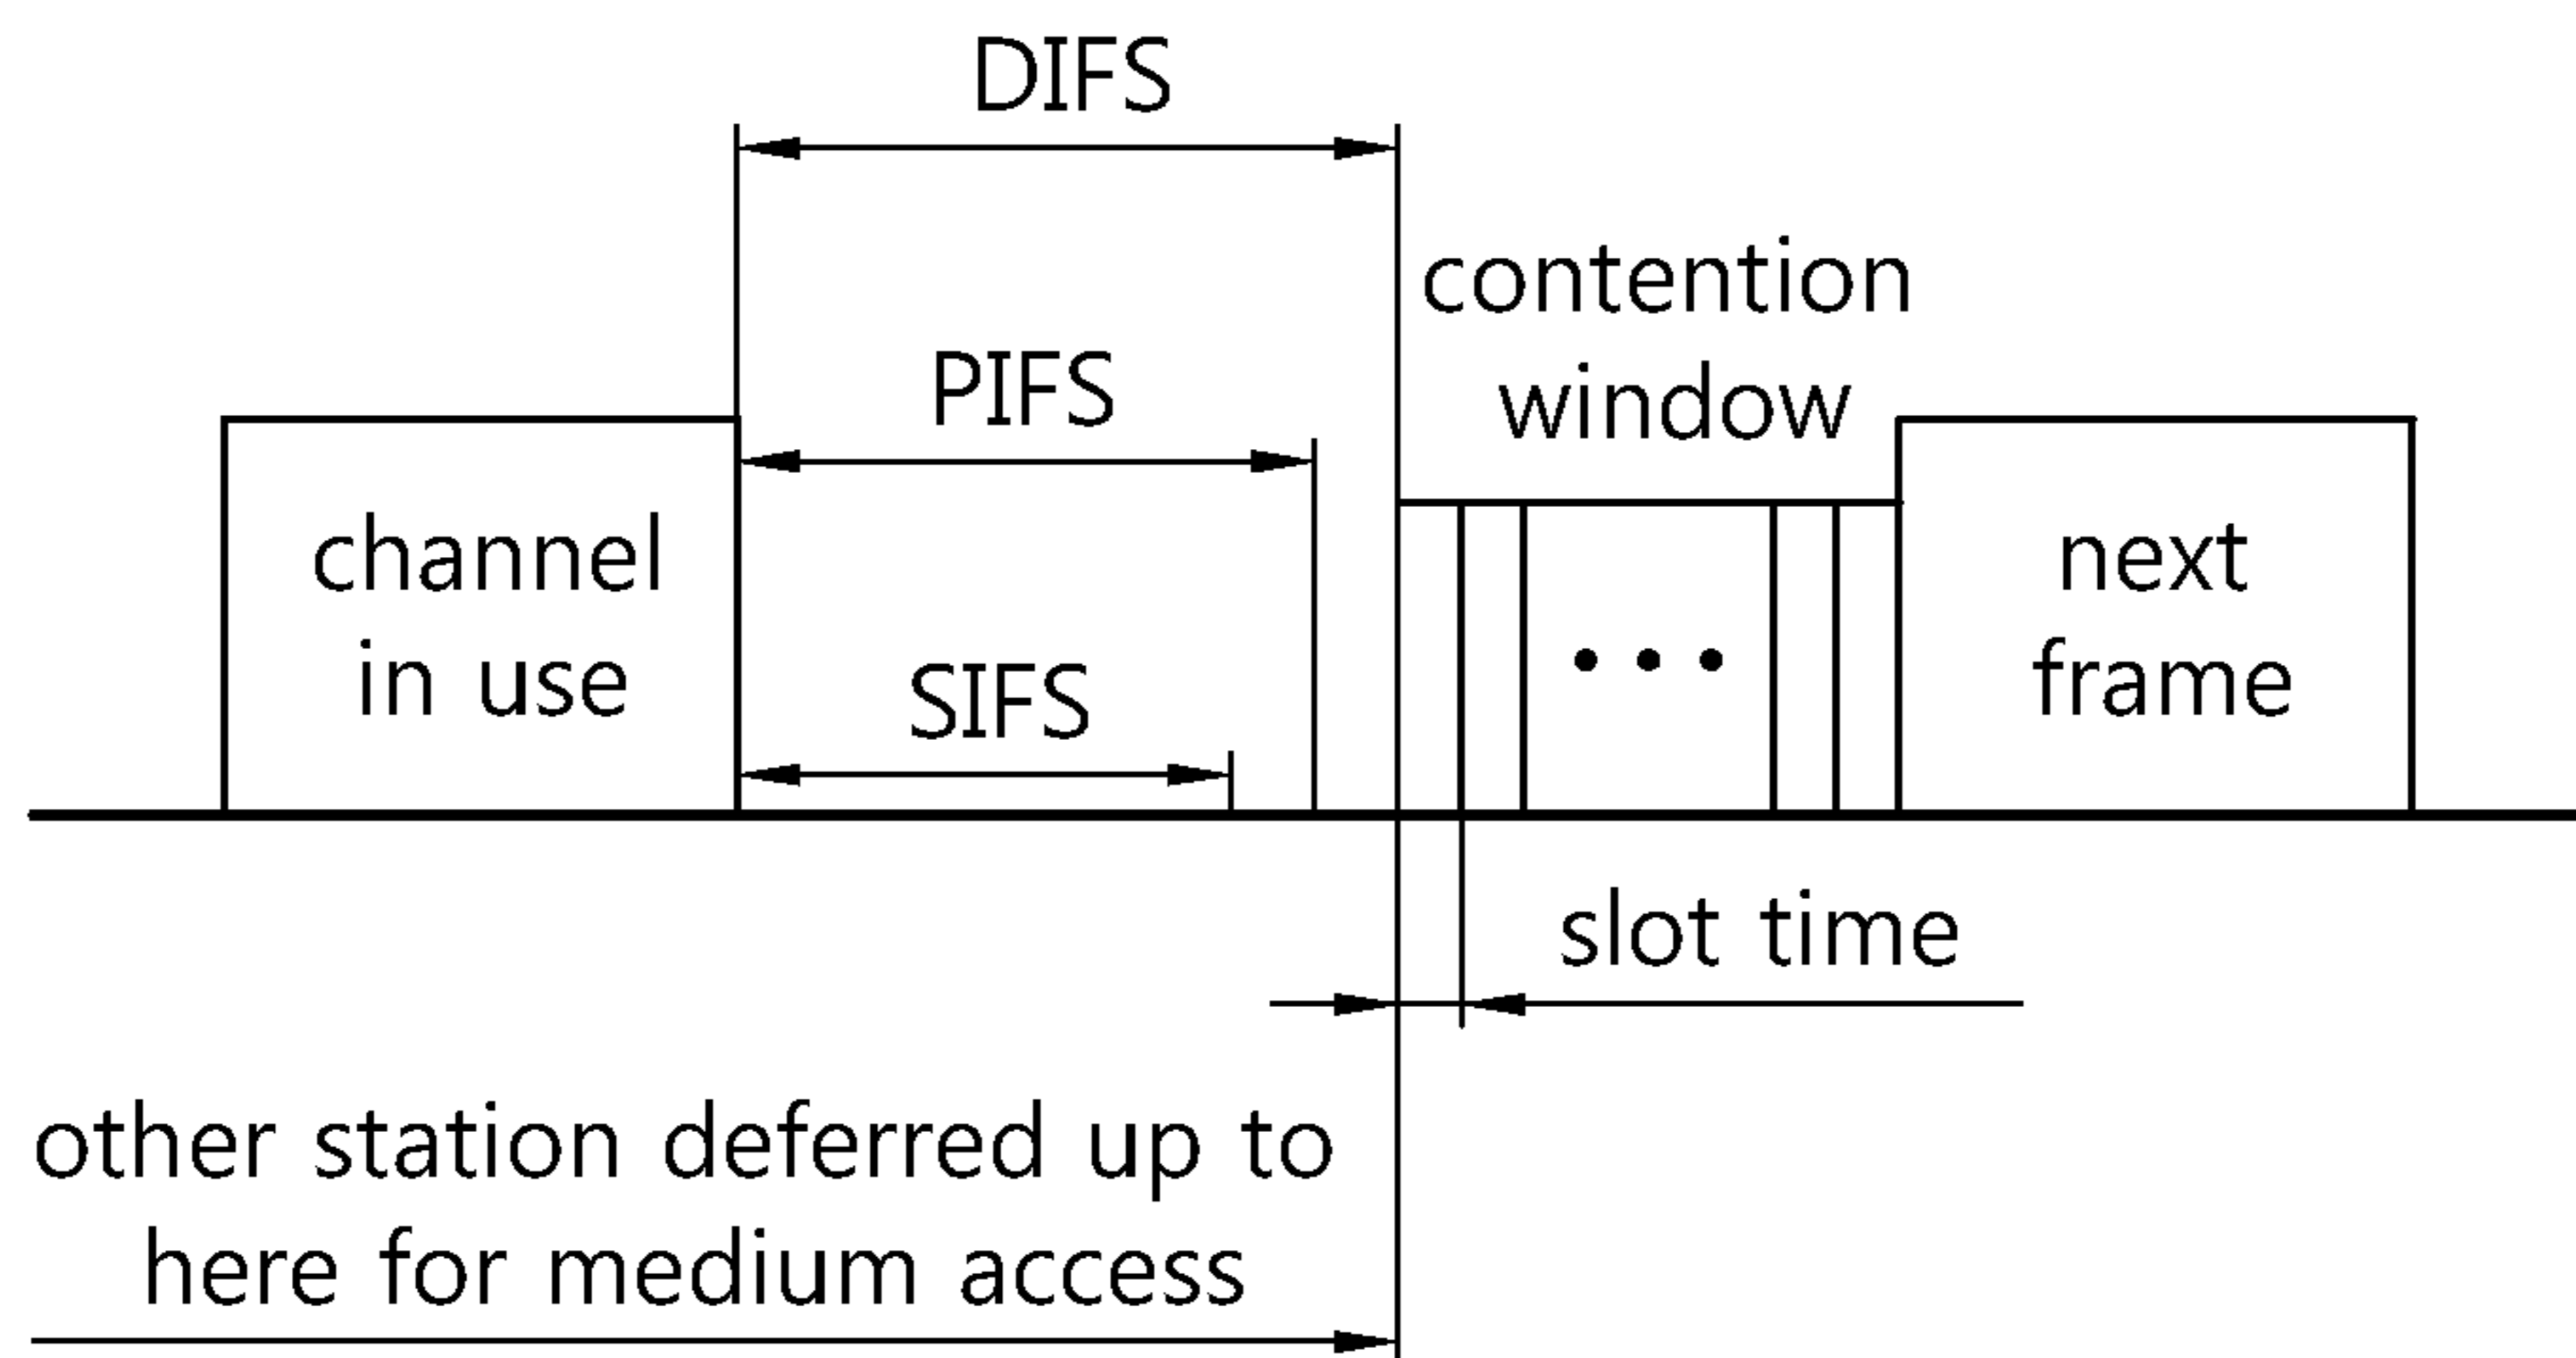 DIFS
contention
window
PIFS
channel
in use
SIFS
next
frame
slot time
other station deferred up to
here for medium access